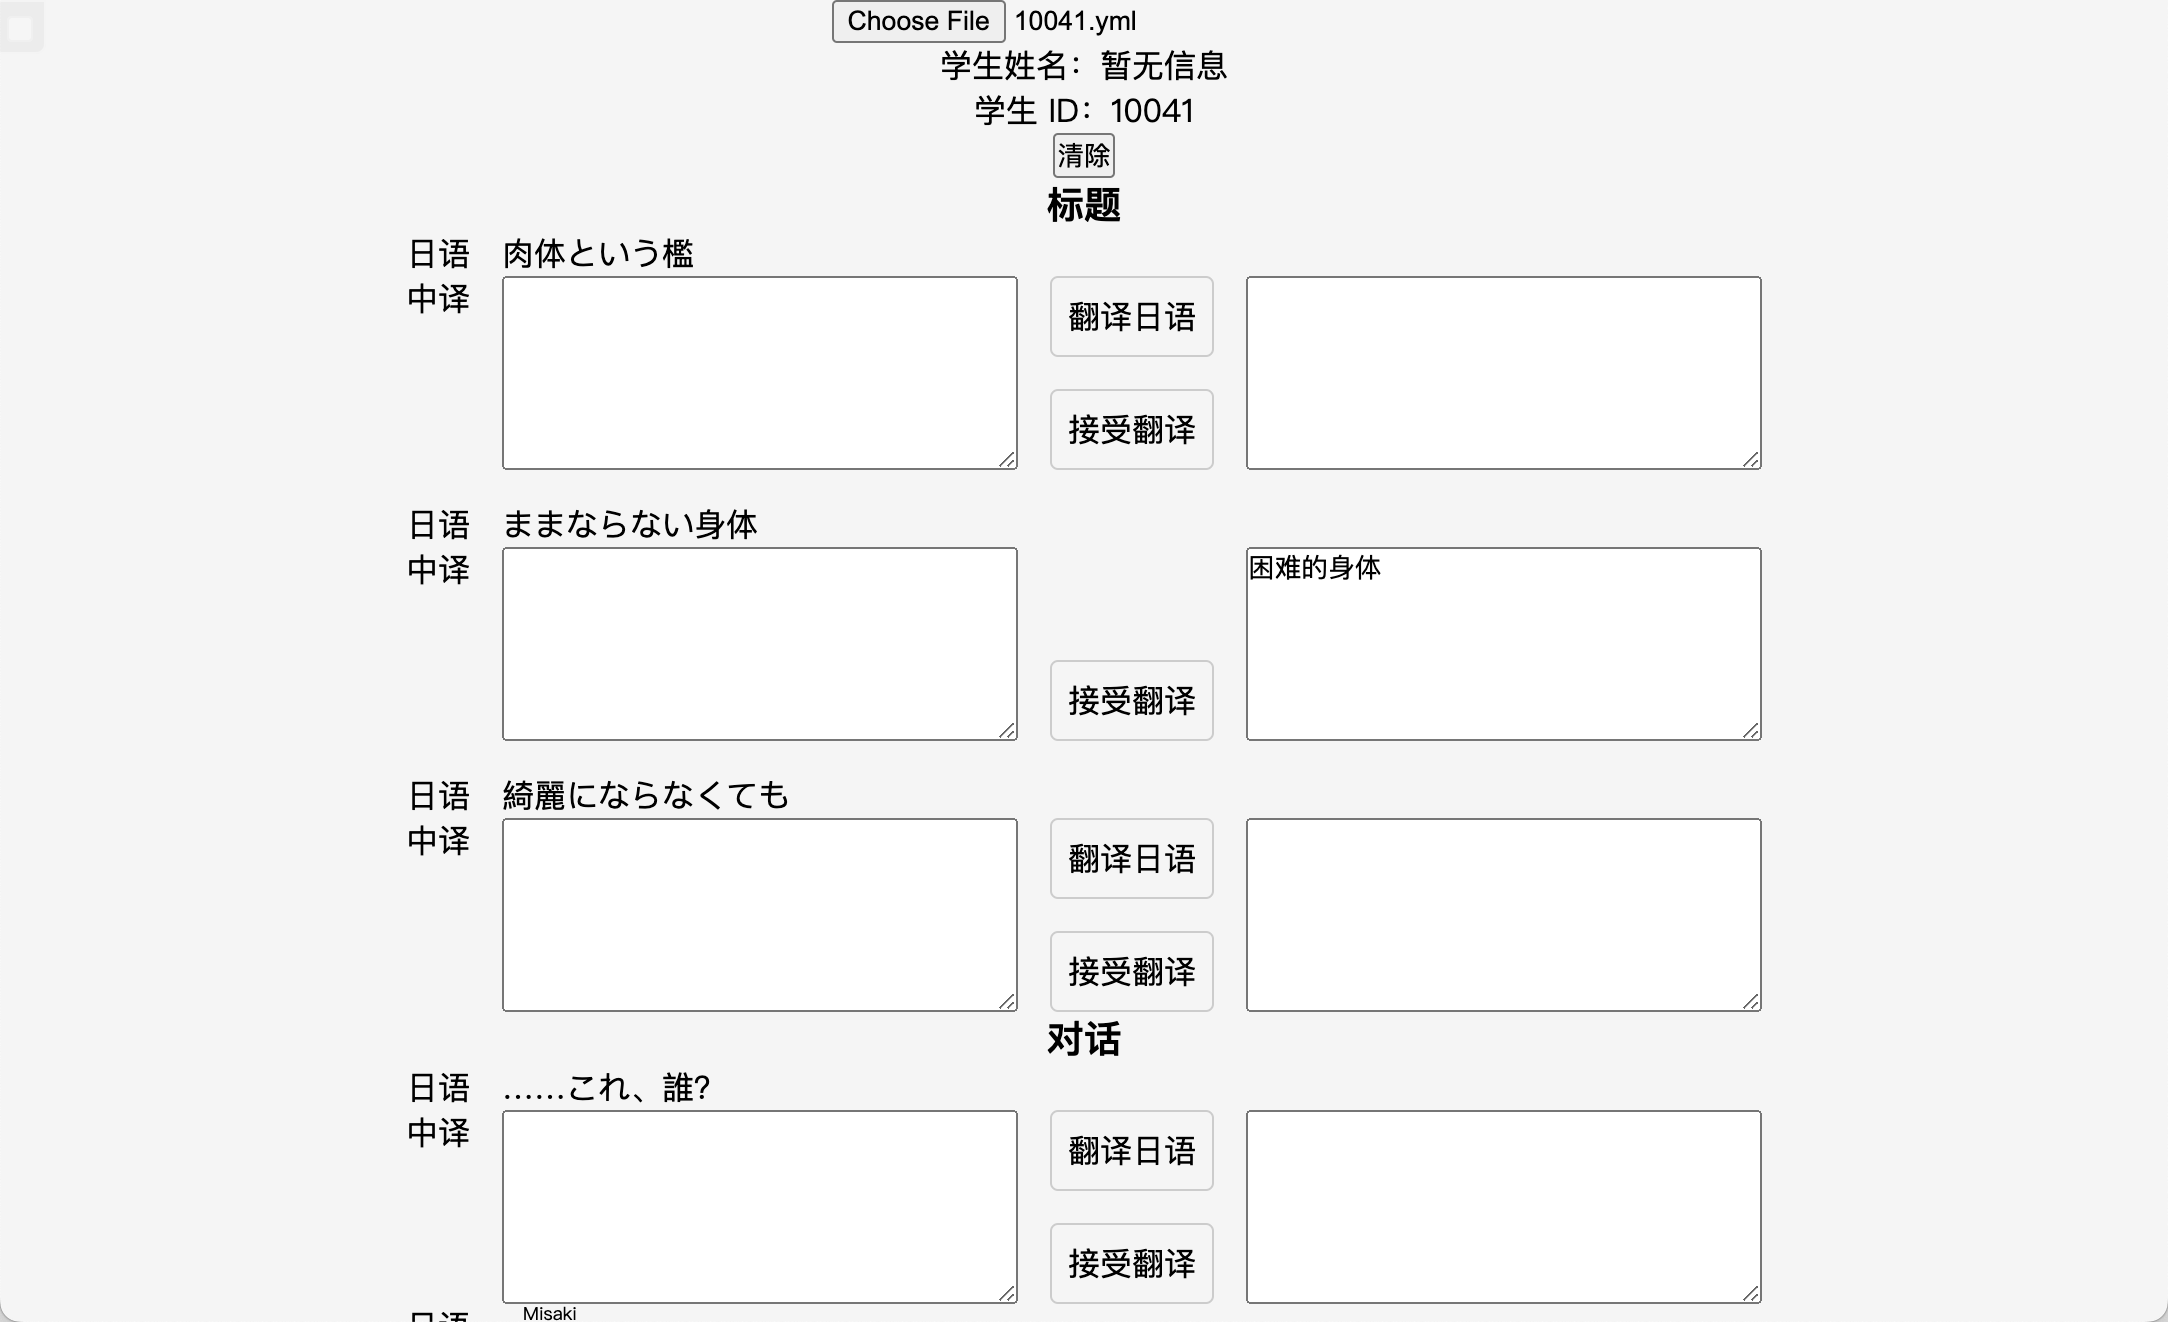 Choose File 10041.yml
学生姓名：暂无信息
学生 ID：10041
清除
标题
日语 肉体という檻
中译
翻译日语
接受翻译
日语 ままならない身体
中译
困难的身体
接受翻译
日语 綺麗にならなくても
中译
翻译日语
接受翻译
对话
日语 ……これ、誰?
中译
翻译日语
接受翻译
日语 Misaki